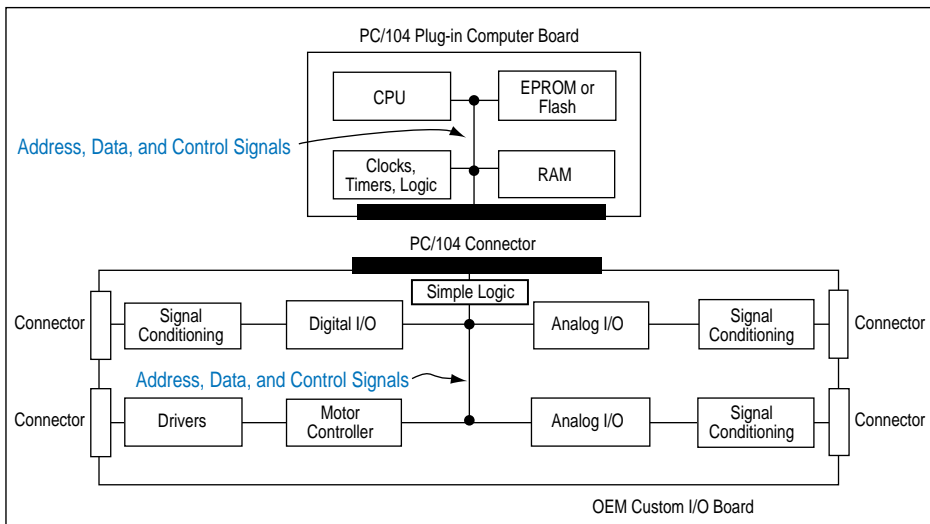 PC/104 Plug-in Computer Board
CPU
EPROM or
Flash
Address, Data, and Control Signals
Clocks,
Timers, Logic
RAM
PC/104 Connector
Simple Logic
Connector
Signal
Conditioning
Digital I/O
Analog I/O
Signal
Conditioning
Connector
Address, Data, and Control Signals
Connector
Drivers
Motor
Controller
Analog I/O
Signal
Conditioning
Connector
OEM Custom I/O Board